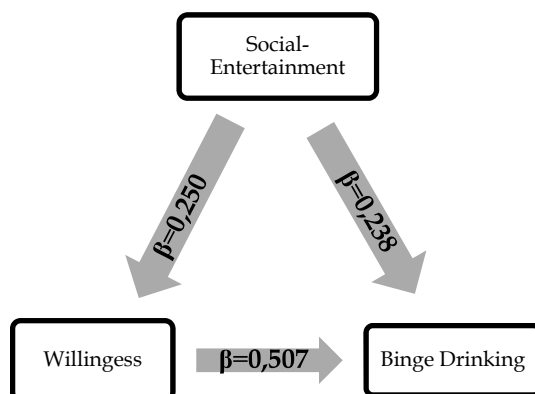 Social-
Entertainment
β=0,250
β=0,238
Willingess
β=0,507
Binge Drinking